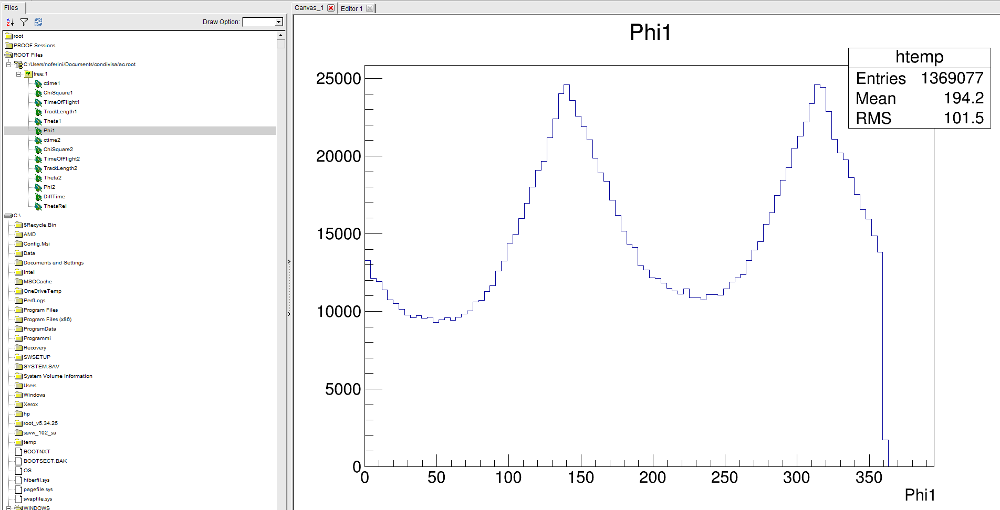 Files
Draw Option:
root
PROOF Sessions
ROOT Files
C:/Users/noferini/Documents/condivisa/ac.root
tree;1
ctime1
ChiSquare1
TimeOfFlight1
TrackLength1
Theta1
Phi1
ctime2
ChiSquare2
TimeOfFlight2
TrackLength2
Theta2
Phi2
DiffTime
ThetaRel
C:\
$Recycle.Bin
AMD
Config.Msi
Data
Documents and Settings
Intel
MSOCache
OneDriveTemp
PerfLogs
Program Files
Program Files (x86)
ProgramData
Programmi
Recovery
SWSETUP
SYSTEM.SAV
System Volume Information
Users
Windows
Xerox
hp
root_v5.34.25
savw_102_sa
temp
BOOTNXT
BOOTSECT.BAK
OS
hiberfil.sys
pagefile.sys
swapfile.sys
WINDOWS
Canvas_1 Editor 1
Phi1
htemp
Entries 1369077
Mean 194.2
RMS 101.5
25000
20000
15000
10000
5000
0
0 50 100 150 200 250 300 350
Phi1